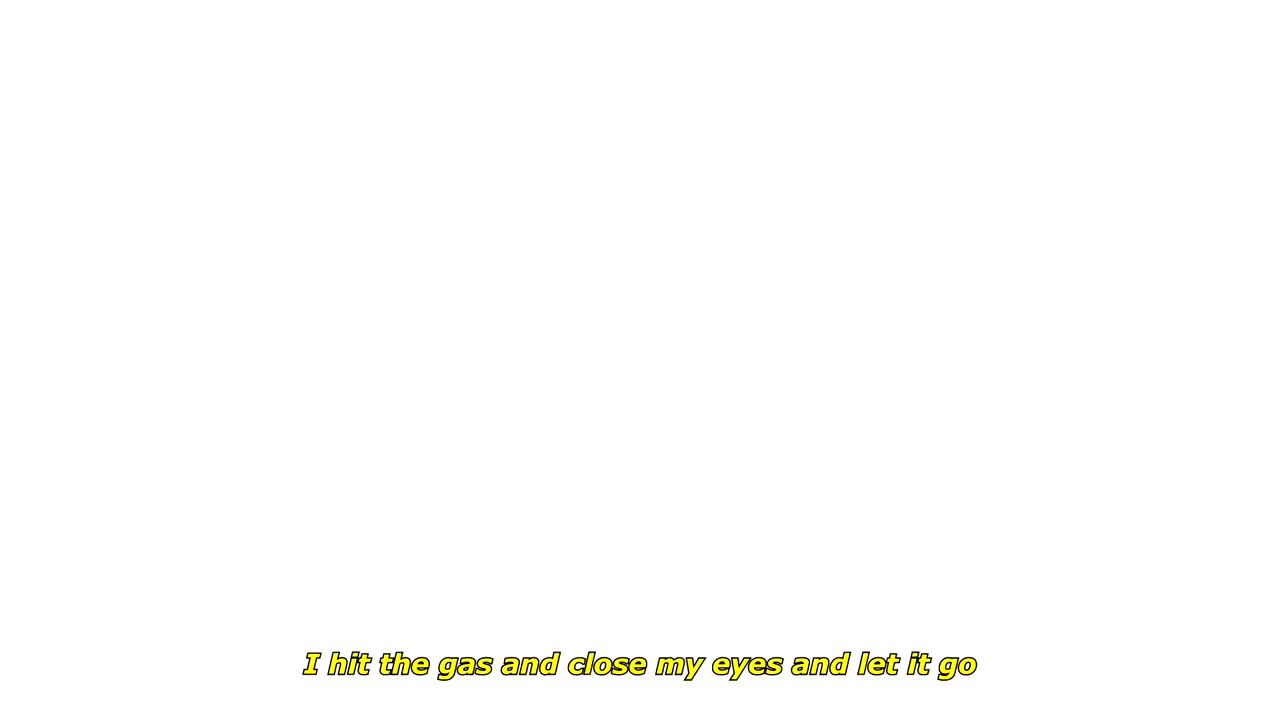 I hit the gas and close my eyes and let it go